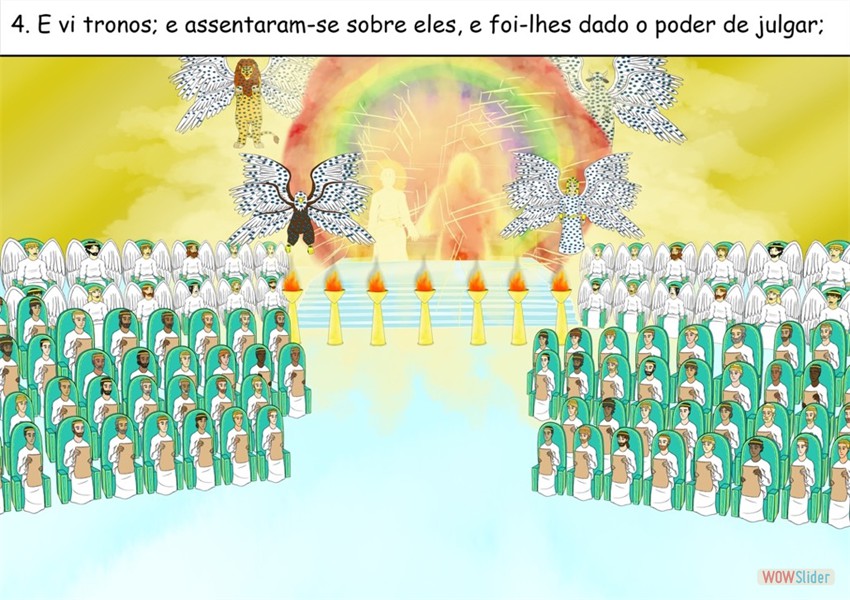 4. E vi tronos; e assentaram-se sobre eles, e foi-lhes dado o poder de julgar;
WOWSlider